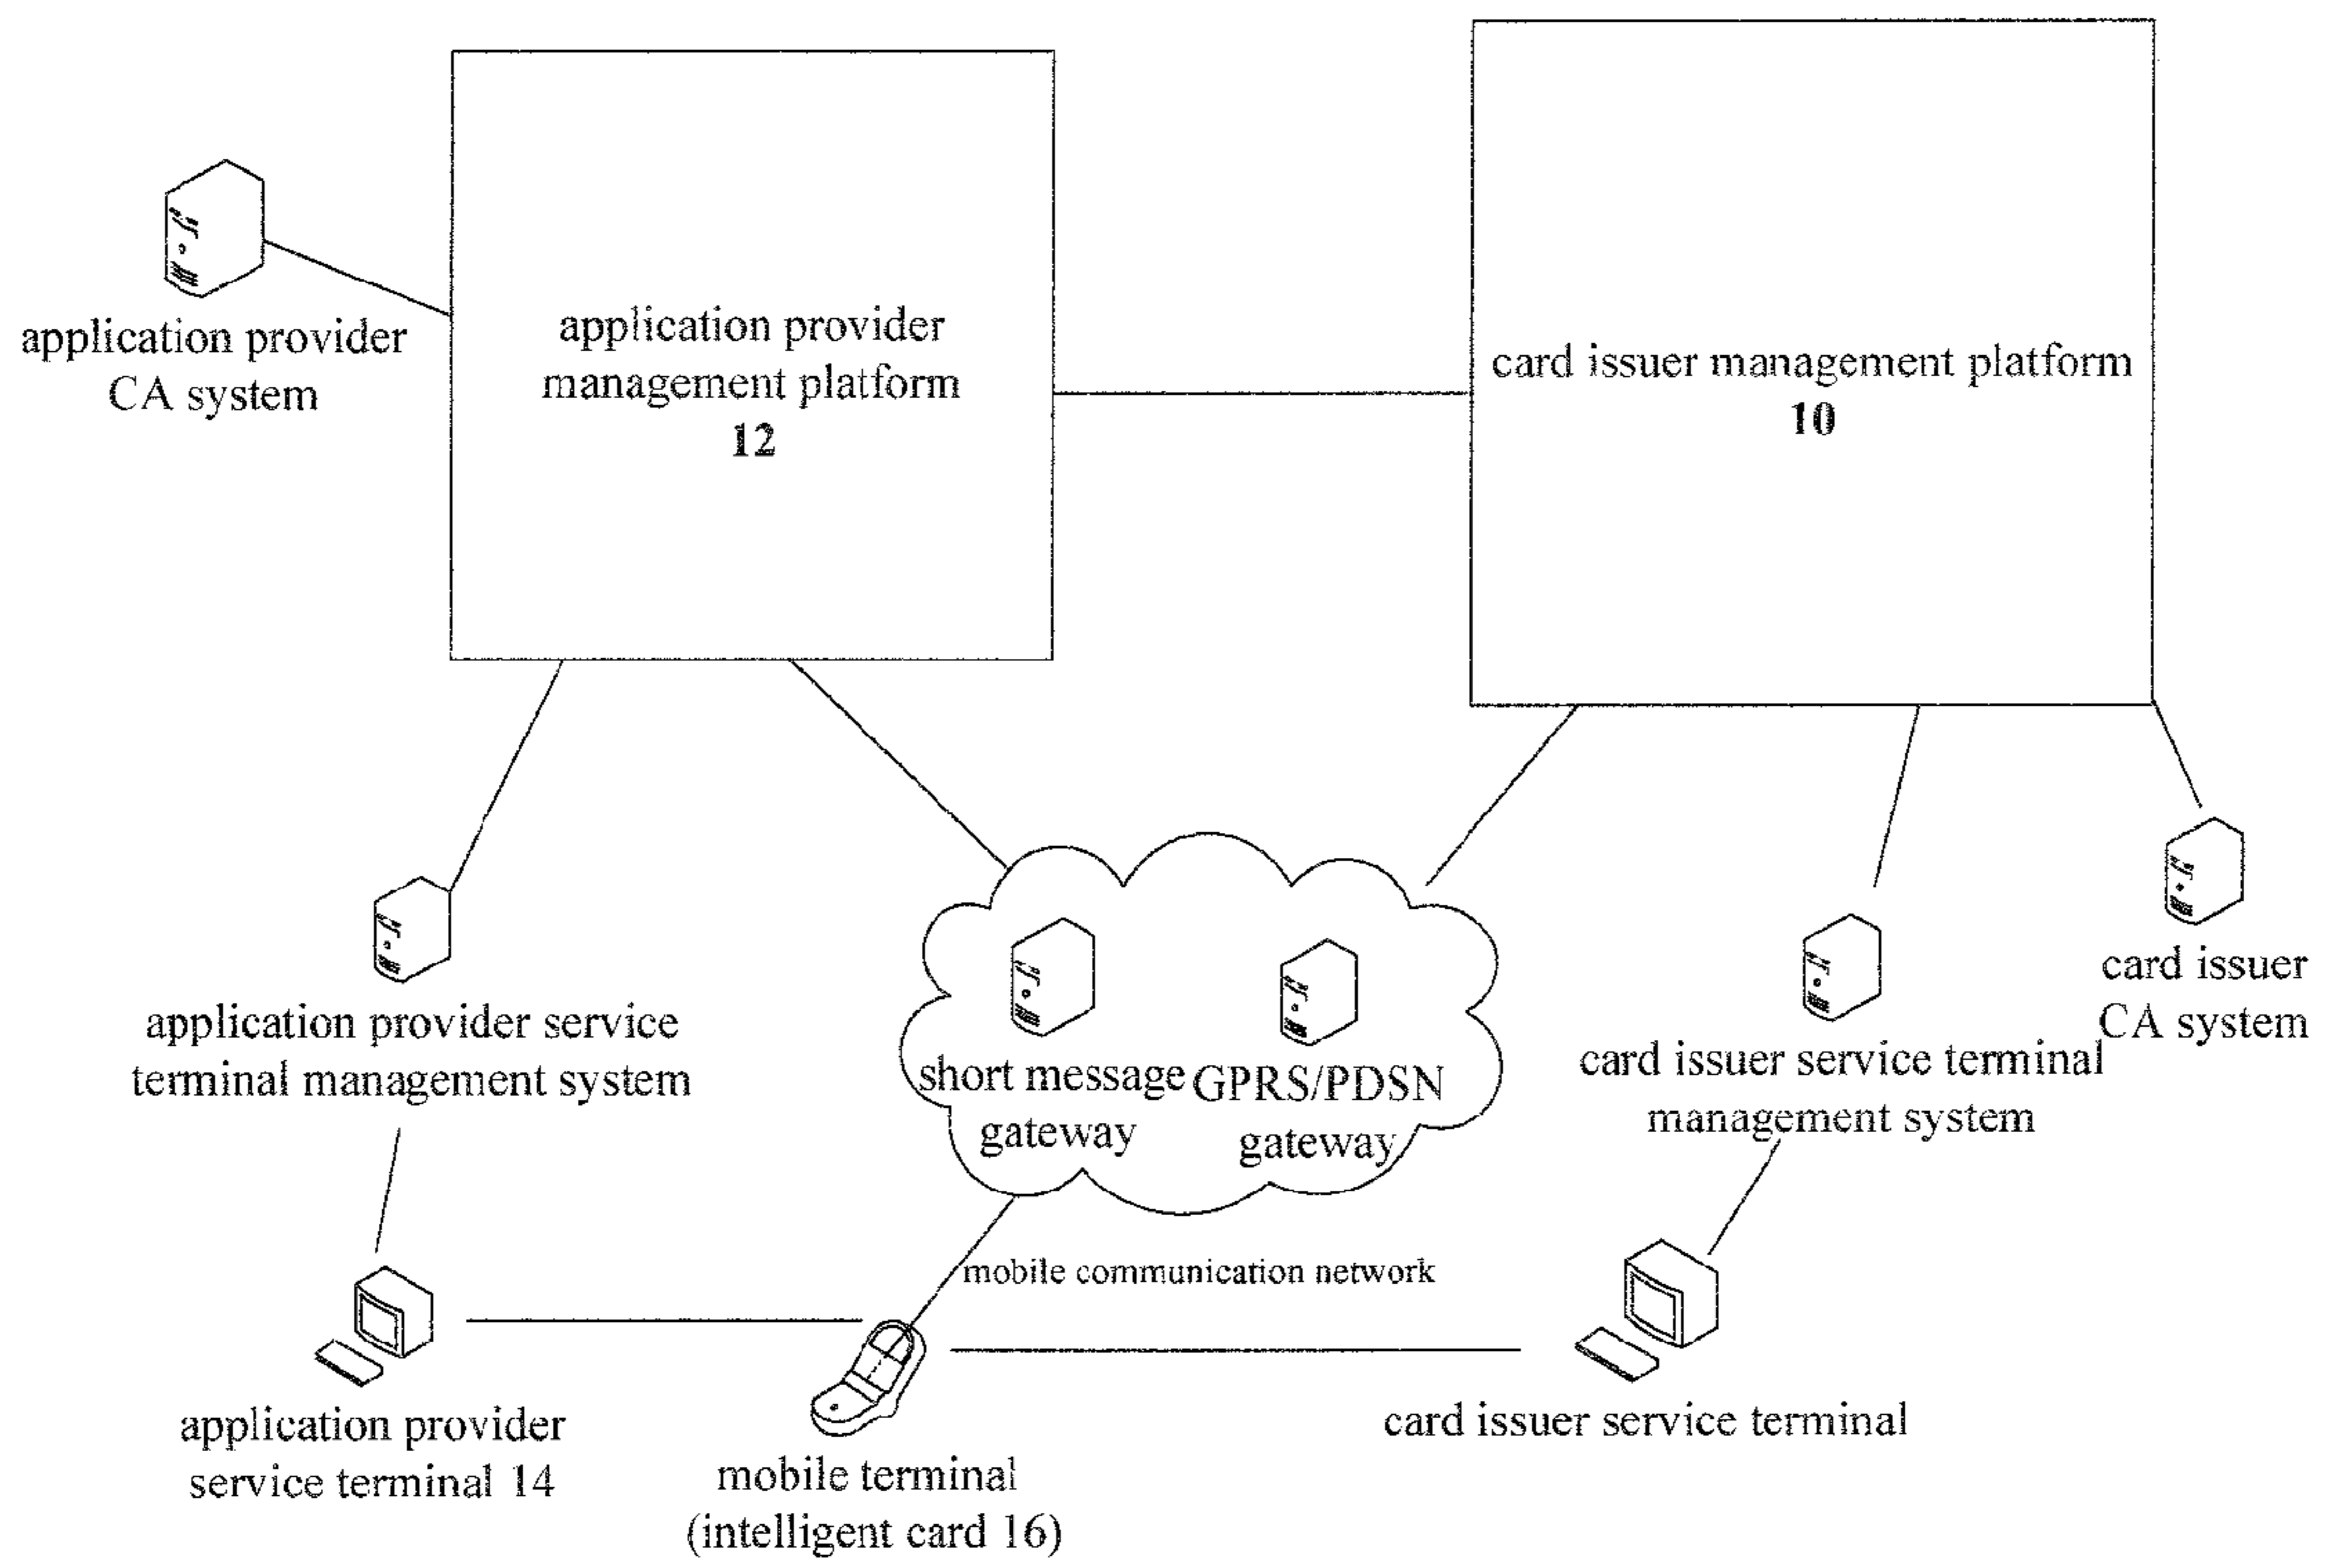 application provider
CA system
application provider
management platform
12
card issuer management platform
10
application provider service
terminal management system
short message
gateway
GPRS/PDSN
gateway
card issuer service terminal
management system
card issuer
CA system
mobile communication network
application provider
service terminal 14
mobile terminal
(intelligent card 16)
card issuer service terminal